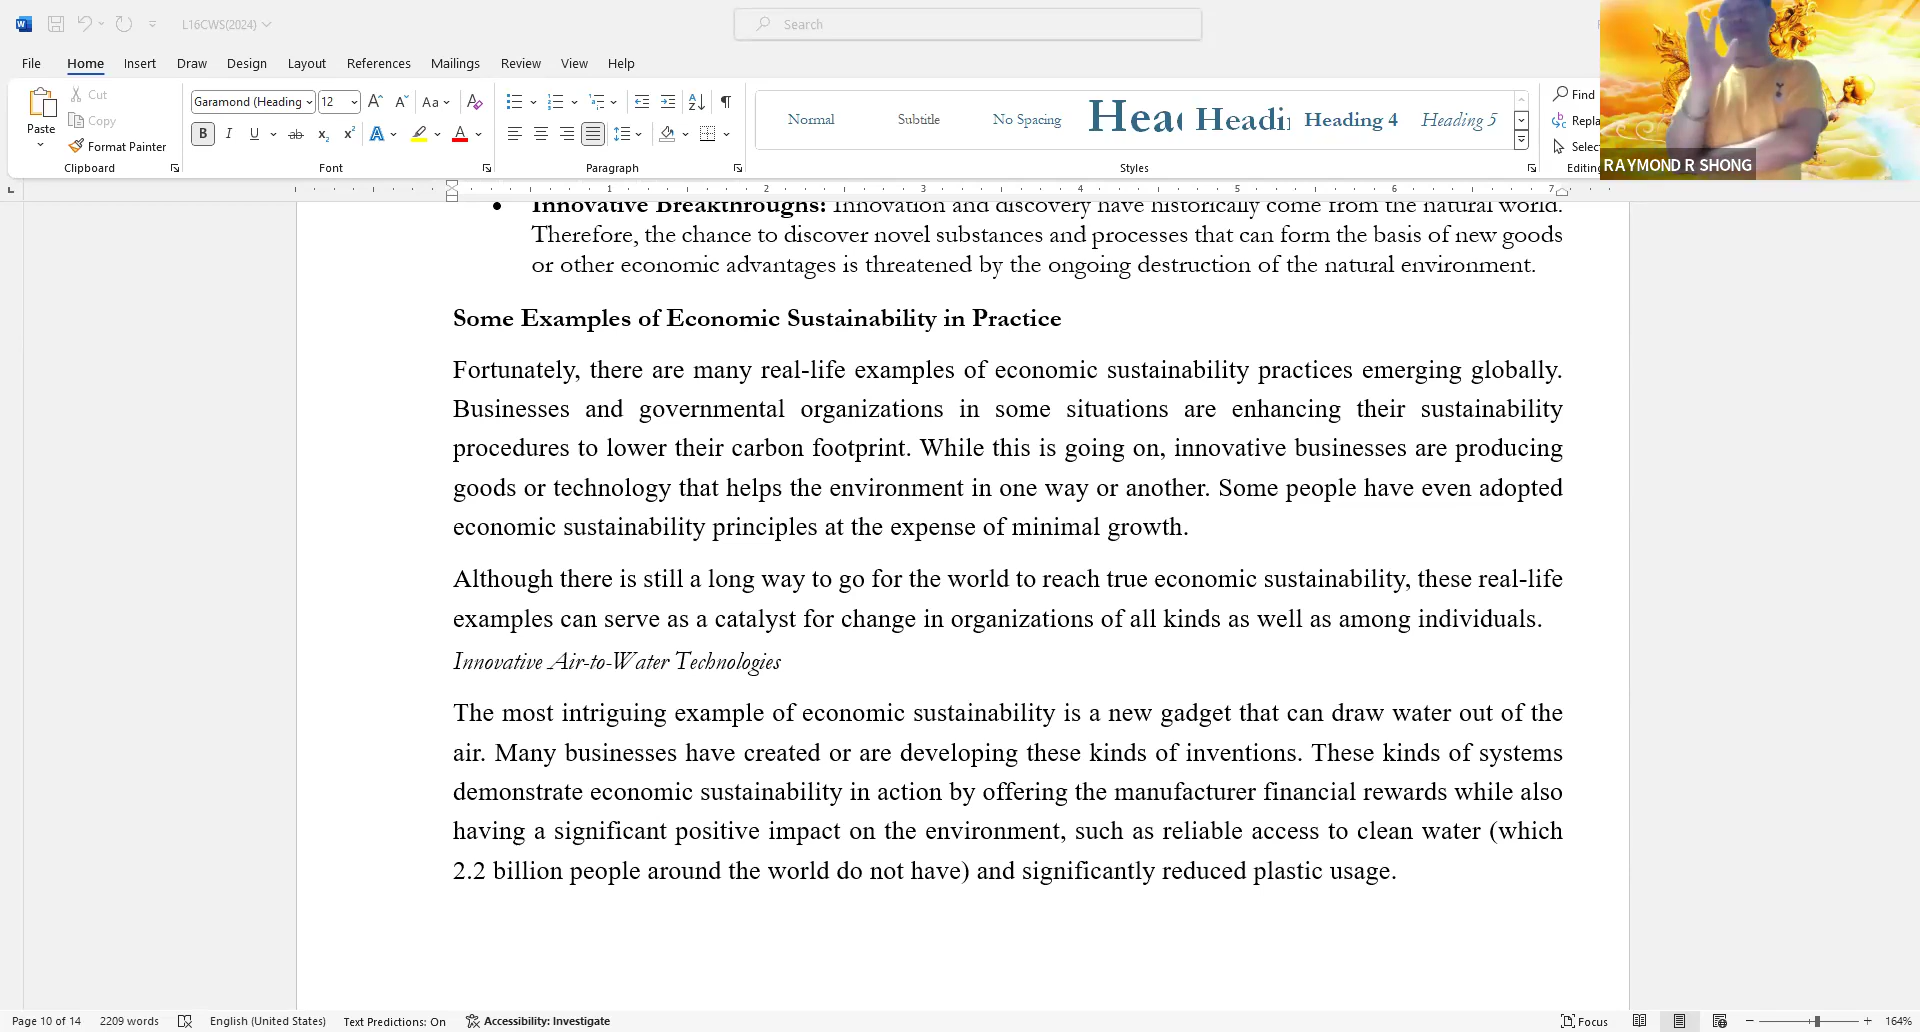 L16CWS(2024)
Search
File Home Insert Draw Design Layout References Mailings Review View Help
Paste
Cut
Copy
Format Painter
Clipboard
Garamond (Heading 12
Font
Paragraph
Normal Subtitle No Spacing Heading 4 Heading 5
Styles
Find
Editing
RAYMOND R SHONG
1 2 3 4 5 6 7
Innovative Breakthroughs: Innovation and discovery have historically come from the natural world.
Therefore, the chance to discover novel substances and processes that can form the basis of new goods
or other economic advantages is threatened by the ongoing destruction of the natural environment.
Some Examples of Economic Sustainability in Practice
Fortunately, there are many real-life examples of economic sustainability practices emerging globally.
Businesses and governmental organizations in some situations are enhancing their sustainability
procedures to lower their carbon footprint. While this is going on, innovative businesses are producing
goods or technology that helps the environment in one way or another. Some people have even adopted
economic sustainability principles at the expense of minimal growth.
Although there is still a long way to go for the world to reach true economic sustainability, these real-life
examples can serve as a catalyst for change in organizations of all kinds as well as among individuals.
Innovative Air-to-Water Technologies
The most intriguing example of economic sustainability is a new gadget that can draw water out of the
air. Many businesses have created or are developing these kinds of inventions. These kinds of systems
demonstrate economic sustainability in action by offering the manufacturer financial rewards while also
having a significant positive impact on the environment, such as reliable access to clean water (which
2.2 billion people around the world do not have) and significantly reduced plastic usage.
Page 10 of 14 2209 words English (United States) Text Predictions: On Accessibility: Investigate Focus 164%